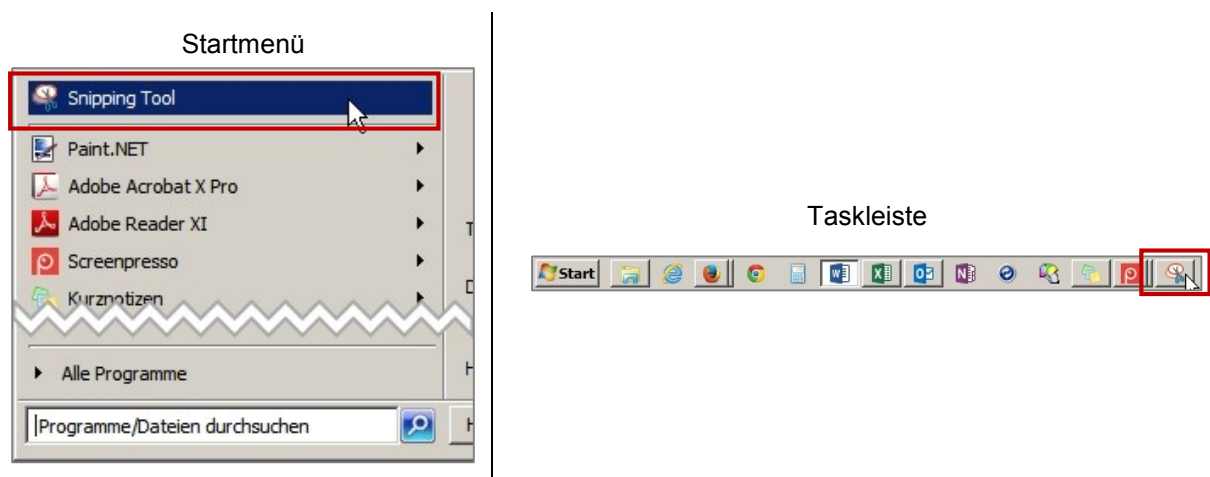 Startmenü
Snipping Tool
Paint.NET
Adobe Acrobat X Pro
Adobe Reader XI
Screenpresso
Kurznotizen
Alle Programme
Programme/Dateien durchsuchen
Taskleiste
Start